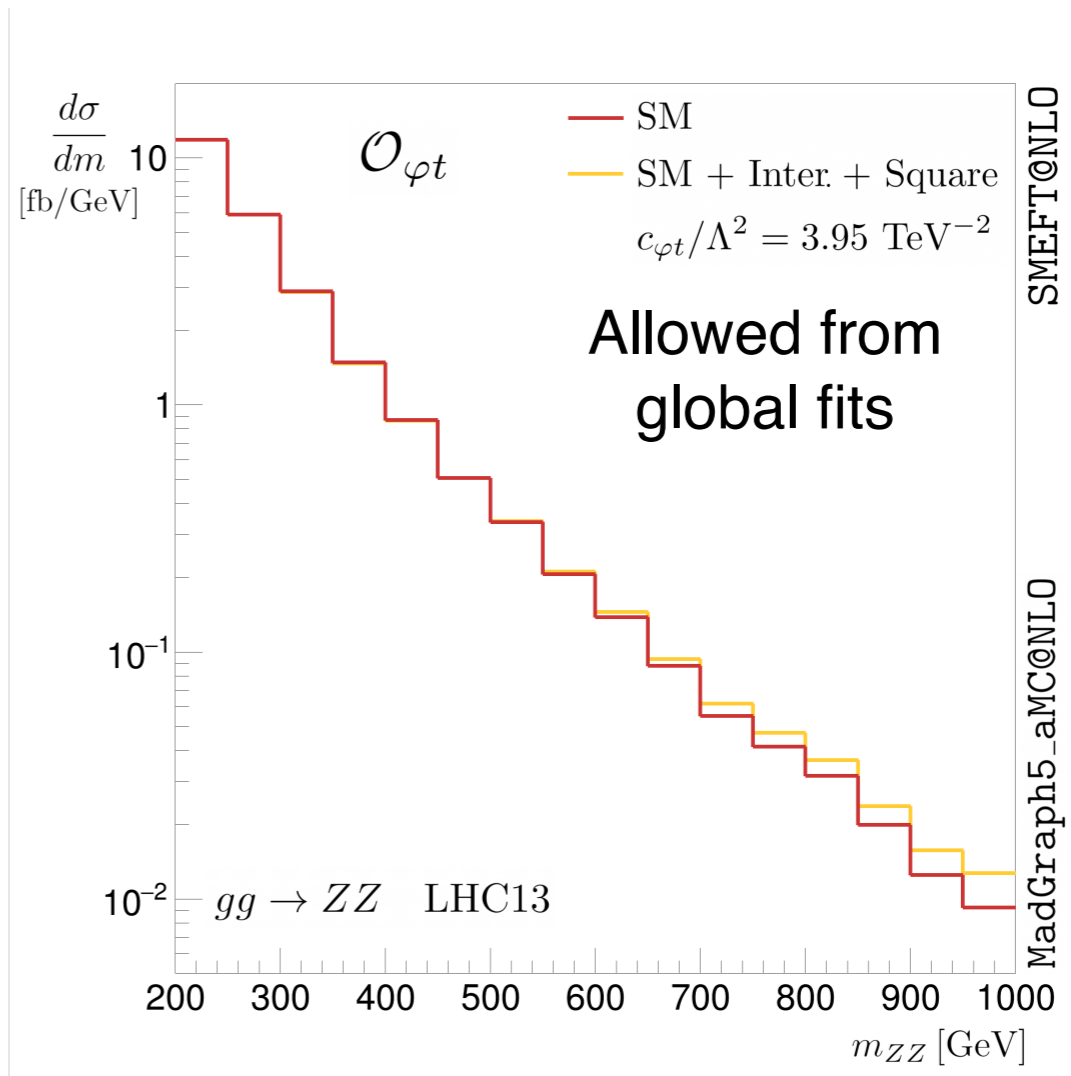 dσ
dm
[fb/GeV]
𝒪φt
SM
SM + Inter. + Square
cφt/Λ² = 3.95 TeV⁻²
Allowed from
global fits
10
1
10⁻¹
10⁻²
gg → ZZ LHC13
200 300 400 500 600 700 800 900 1000
mZZ [GeV]
SMEFT@NLO
MadGraph5_aMC@NLO